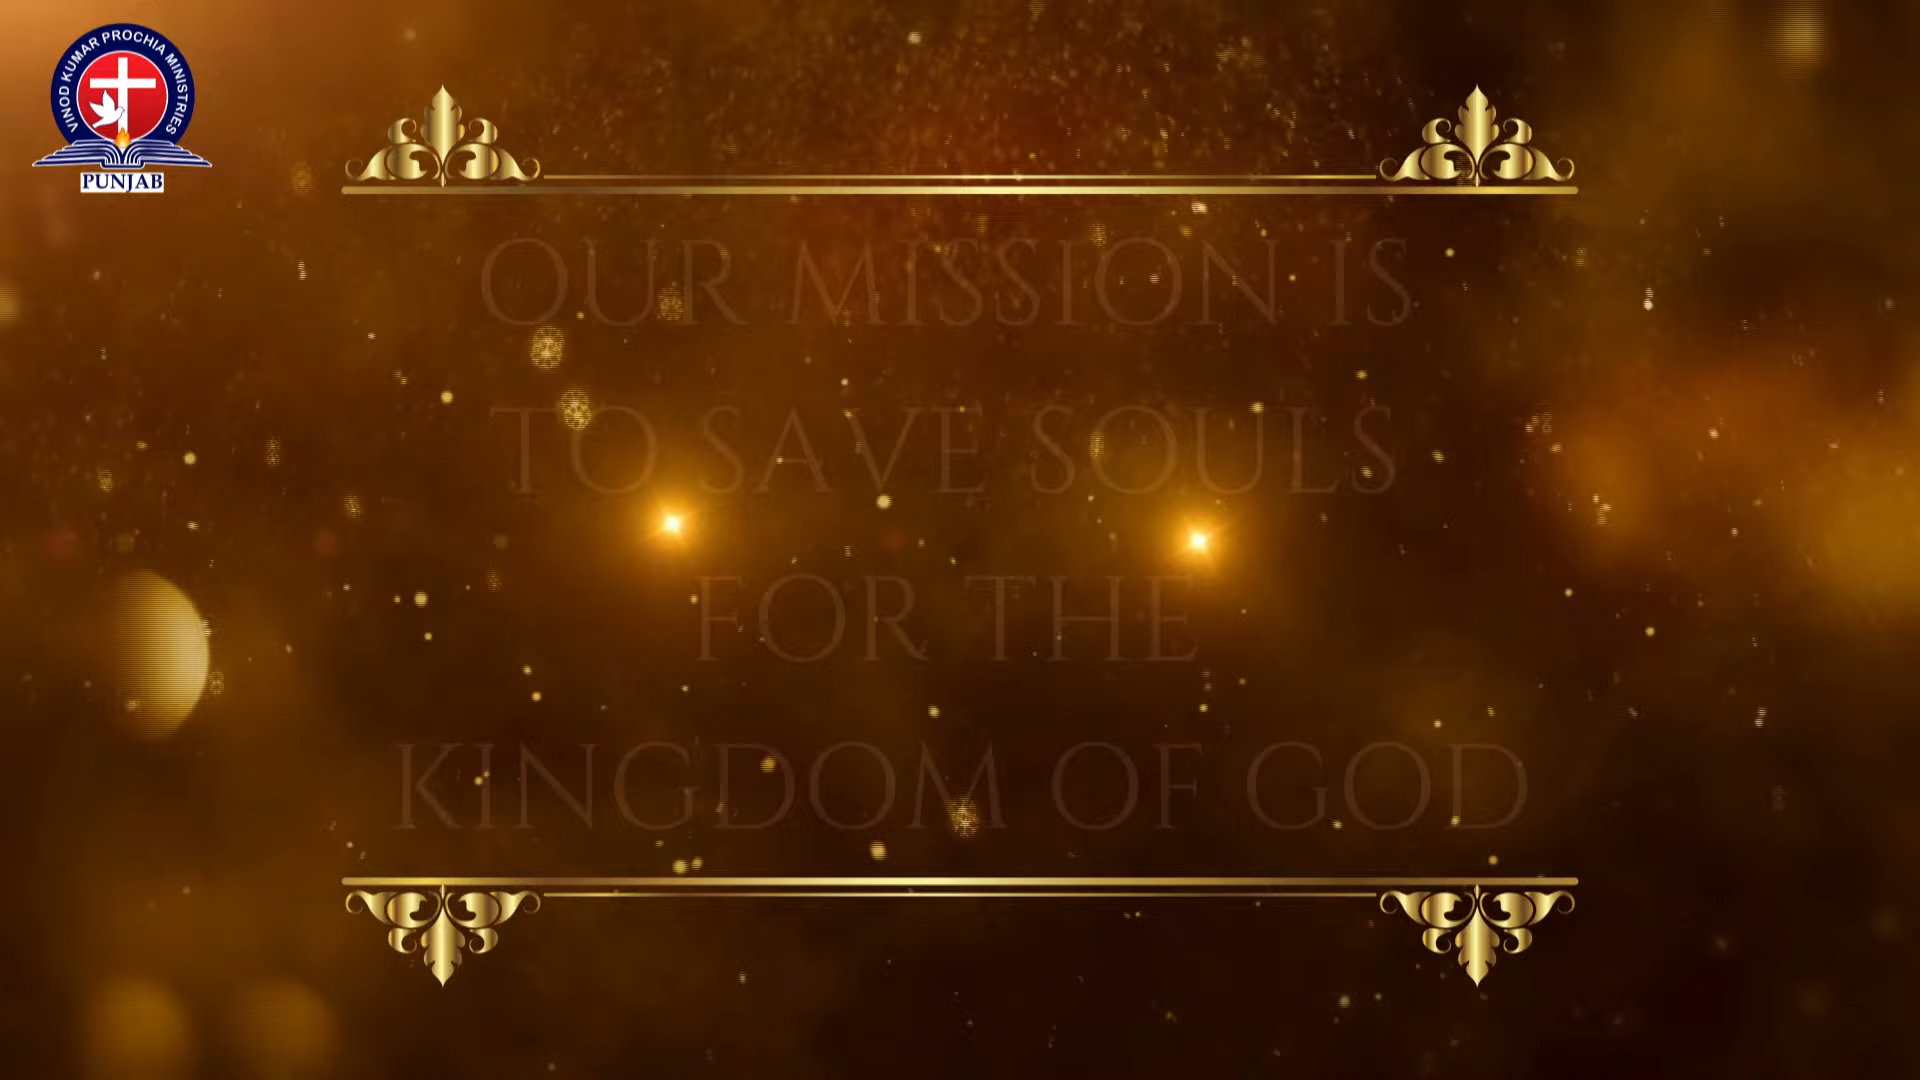 VINOD KUMAR PROCHIA MINISTRIES
PUNJAB
OUR MISSION IS
TO SAVE SOULS
FOR THE
KINGDOM OF GOD